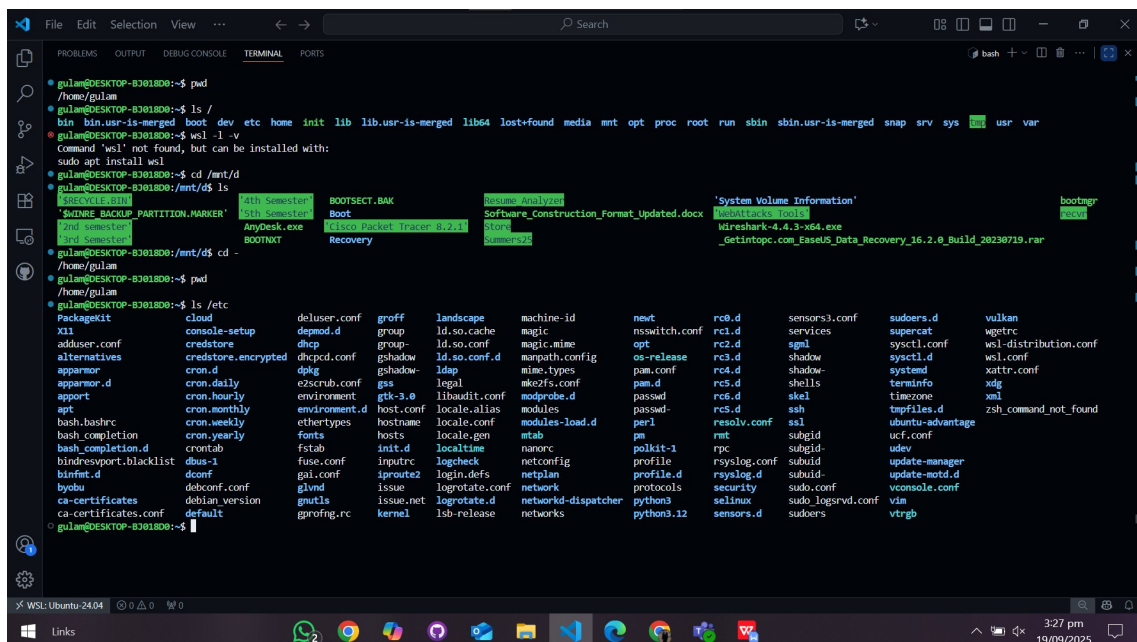 File Edit Selection View ··· Search
PROBLEMS OUTPUT DEBUG CONSOLE TERMINAL PORTS bash
gulam@DESKTOP-BJ018D0:~$ pwd
/home/gulam
gulam@DESKTOP-BJ018D0:~$ ls /
bin bin.usr-is-merged boot dev etc home init lib lib.usr-is-merged lib64 lost+found media mnt opt proc root run sbin sbin.usr-is-merged snap srv sys tmp usr var
gulam@DESKTOP-BJ018D0:~$ wsl -l -v
Command 'wsl' not found, but can be installed with:
sudo apt install wsl
gulam@DESKTOP-BJ018D0:~$ cd /mnt/d
gulam@DESKTOP-BJ018D0:/mnt/d$ ls
'$RECYCLE.BIN' '4th Semester' BOOTSECT.BAK 'Resume Analyzer' 'System Volume Information' bootmgr
'$WINRE_BACKUP_PARTITION.MARKER' '5th Semester' Boot Software_Construction_Format_Updated.docx 'WebAttacks Tools' recvr
'2nd semester' AnyDesk.exe 'Cisco Packet Tracer 8.2.1' Store Wireshark-4.4.3-x64.exe
'3rd Semester' BOOTNXT Recovery Summers25 _Getintopc.com_EaseUS_Data_Recovery_16.2.0_Build_20230719.rar
gulam@DESKTOP-BJ018D0:/mnt/d$ cd -
/home/gulam
gulam@DESKTOP-BJ018D0:~$ pwd
/home/gulam
gulam@DESKTOP-BJ018D0:~$ ls /etc
PackageKit cloud deluser.conf groff landscape machine-id newt rc0.d sensors3.conf sudoers.d vulkan
X11 console-setup depmod.d group ld.so.cache magic nsswitch.conf rc1.d services supercat wgetrc
adduser.conf credstore dhcp group- ld.so.conf magic.mime opt rc2.d sgml sysctl.conf wsl-distribution.conf
alternatives credstore.encrypted dhcpcd.conf gshadow ld.so.conf.d manpath.config os-release rc3.d shadow sysctl.d wsl.conf
apparmor cron.d dpkg gshadow- ldap mime.types pam.conf rc4.d shadow- systemd xattr.conf
apparmor.d cron.daily e2scrub.conf gss legal mke2fs.conf pam.d rc5.d shells terminfo xdg
apport cron.hourly environment gtk-3.0 libaudit.conf modprobe.d passwd rc6.d skel timezone xml
apt cron.monthly environment.d host.conf locale.alias modules passwd- rcS.d ssh tmpfiles.d zsh_command_not_found
bash.bashrc cron.weekly ethertypes hostname locale.conf modules-load.d perl resolv.conf ssl ubuntu-advantage
bash_completion cron.yearly fonts hosts locale.gen mtab pm rmt subgid ucf.conf
bash_completion.d crontab fstab init.d localtime nanorc polkit-1 rpc subgid- udev
bindresvport.blacklist dbus-1 fuse.conf inputrc logcheck netconfig profile rsyslog.conf subuid update-manager
binfmt.d dconf gai.conf iproute2 login.defs netplan profile.d rsyslog.d subuid- update-motd.d
byobu debconf.conf glvnd issue logrotate.conf network protocols security sudo.conf vconsole.conf
ca-certificates debian_version gnutls issue.net logrotate.d networkd-dispatcher python3 selinux sudo_logsrvd.conf vim
ca-certificates.conf default gprofng.rc kernel lsb-release networks python3.12 sensors.d sudoers vtrgb
gulam@DESKTOP-BJ018D0:~$
WSL: Ubuntu-24.04 0 0 0
Links 2 3:27 pm
19/09/2025